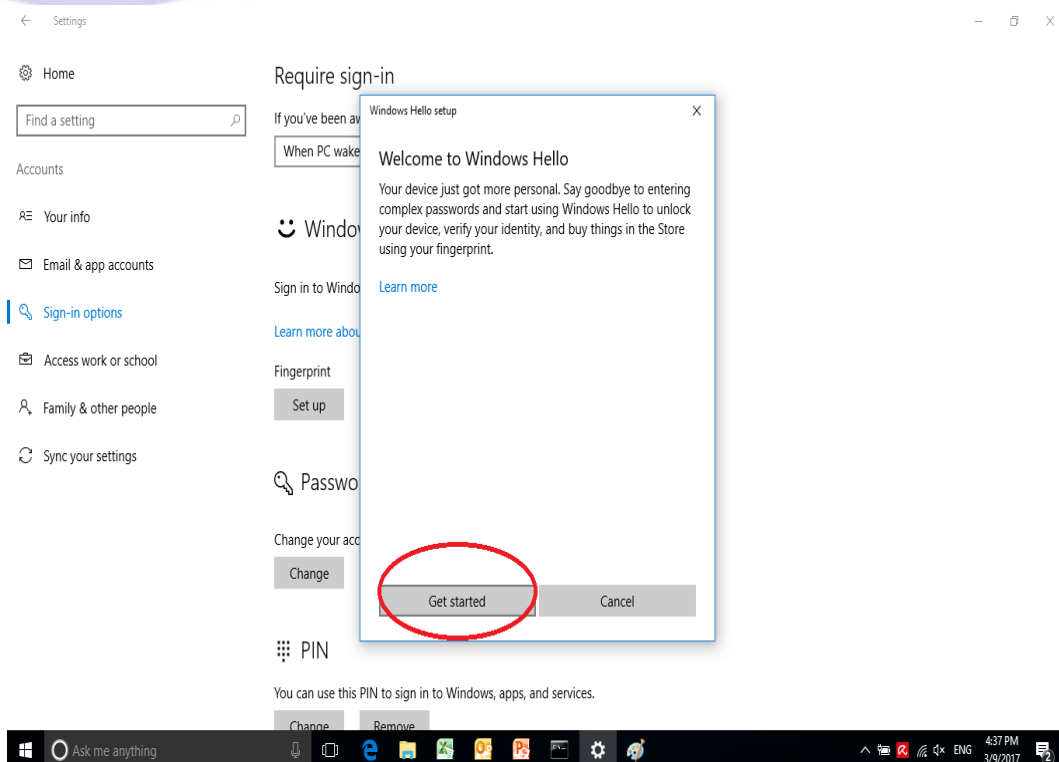 Settings
Home
Find a setting
Accounts
Your info
Email & app accounts
Sign-in options
Access work or school
Family & other people
Sync your settings
Require sign-in
If you've been
When PC wake
Sign in to
Learn more
Fingerprint
Set up
Change your
Change
PIN
You can use this PIN to sign in to Windows, apps, and services.
Change Remove
Windows Hello setup X
Welcome to Windows Hello
Your device just got more personal. Say goodbye to entering
complex passwords and start using Windows Hello to unlock
your device, verify your identity, and buy things in the Store
using your fingerprint.
Learn more
Get started Cancel
Ask me anything
ENG
4:37 PM
3/9/2017
2